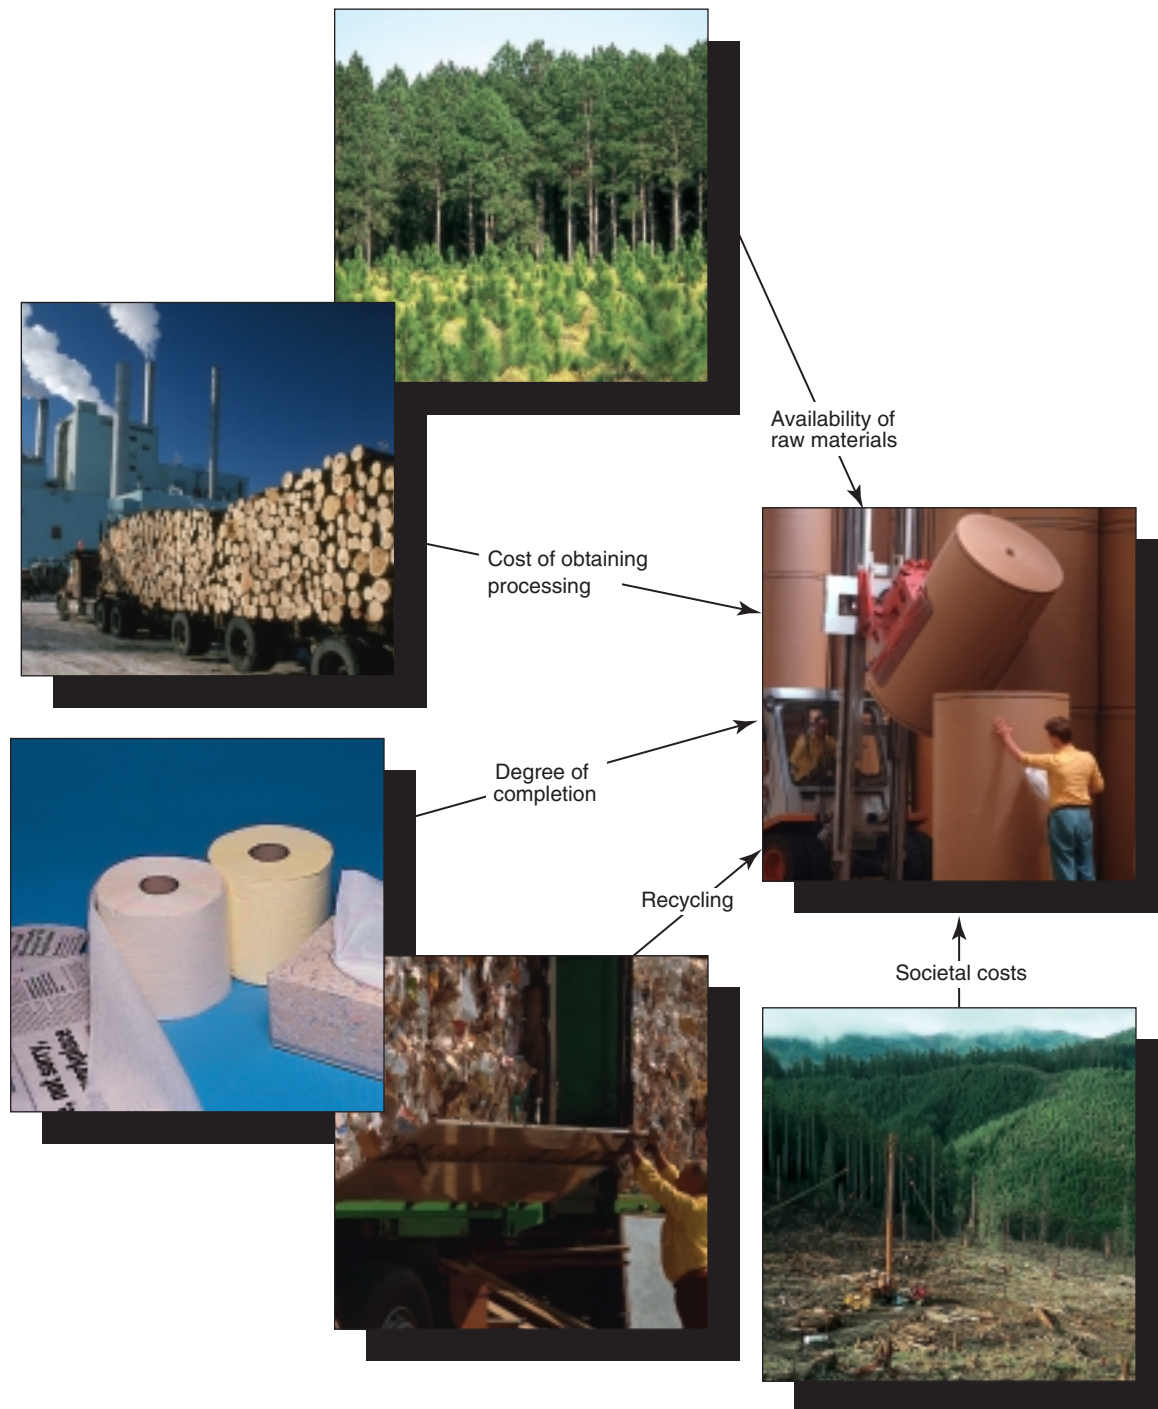 Availability of
raw materials
Cost of obtaining
processing
Degree of
completion
Recycling
Societal costs